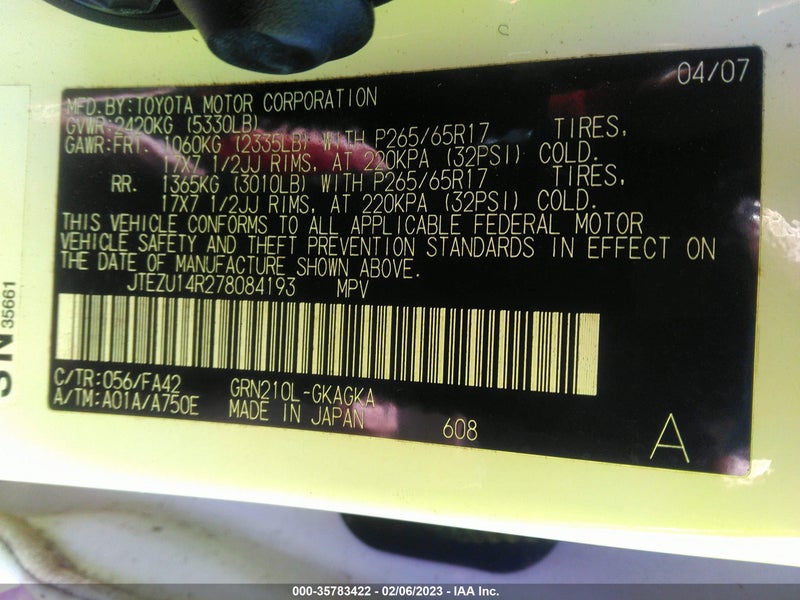 04/07
MFD.BY:TOYOTA MOTOR CORPORATION
GVWR:2420KG (5330LB)
GAWR:FRT. 1060KG (2335LB) WITH P265/65R17 TIRES,
17X7 1/2JJ RIMS, AT 220KPA (32PSI) COLD.
RR. 1365KG (3010LB) WITH P265/65R17 TIRES,
17X7 1/2JJ RIMS, AT 220KPA (32PSI) COLD.
THIS VEHICLE CONFORMS TO ALL APPLICABLE FEDERAL MOTOR
VEHICLE SAFETY AND THEFT PREVENTION STANDARDS IN EFFECT ON
THE DATE OF MANUFACTURE SHOWN ABOVE.
JTEZU14R278084193 MPV
C/TR:056/FA42 GRN210L-GKAGKA
A/TM:A01A/A750E MADE IN JAPAN 608 A
SN 35661
000-35783422 - 02/06/2023 - IAA Inc.